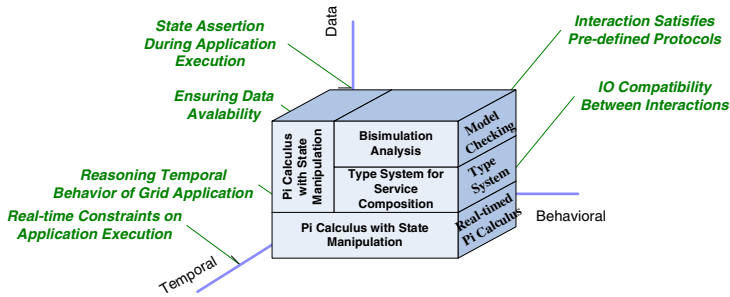 State Assertion
During Application
Execution
Data
Interaction Satisfies
Pre-defined Protocols
Ensuring Data
Avalability
IO Compatibility
Between Interactions
Pi Calculus
with State
Manipulation
Bisimulation
Analysis
Model
Checking
Type System for
Service
Composition
Type
System
Reasoning Temporal
Behavior of Grid Application
Real-time Constraints on
Application Execution
Pi Calculus with State
Manipulation
Real-timed
Pi Calculus
Behavioral
Temporal